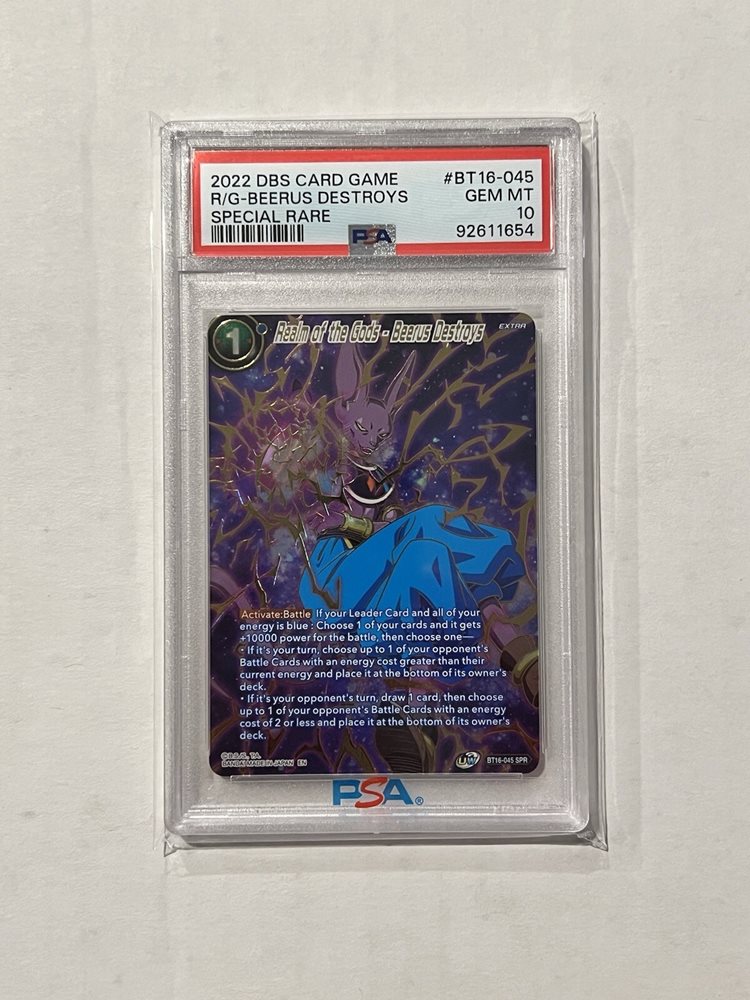 2022 DBS CARD GAME #BT16-045
R/G-BEERUS DESTROYS GEM MT
SPECIAL RARE 10
PSA 92611654
1 Realm of the Gods - Beerus Destroys EXTRA
Activate:Battle If your Leader Card and all of your
energy is blue : Choose 1 of your cards and it gets
+10000 power for the battle, then choose one—
• If it's your turn, choose up to 1 of your opponent's
Battle Cards with an energy cost greater than their
current energy and place it at the bottom of its owner's
deck.
• If it's your opponent's turn, draw 1 card, then choose
up to 1 of your opponent's Battle Cards with an energy
cost of 2 or less and place it at the bottom of its owner's
deck.
©B.S./S., T.A.
BANDAI MADE IN JAPAN EN UW BT16-045 SPR
PSA®